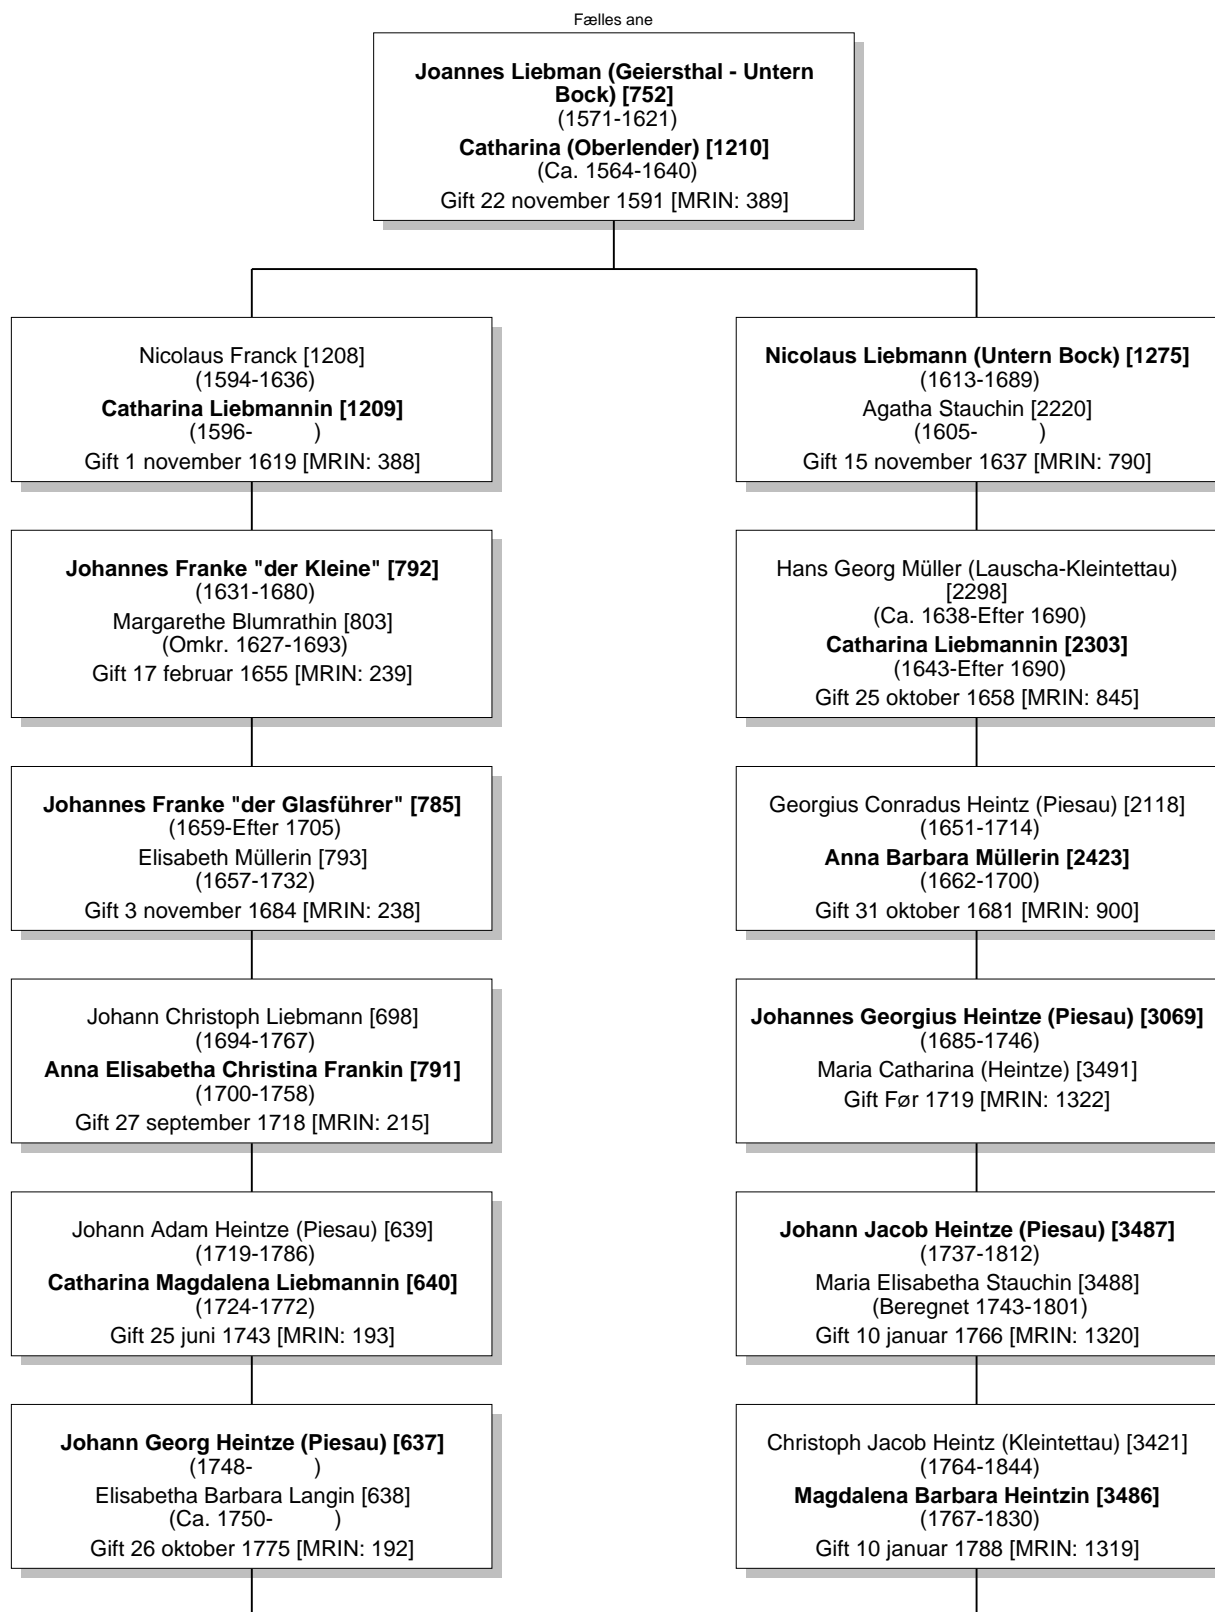 Fælles ane
Joannes Liebman (Geiersthal - Untern
Bock) [752]
(1571-1621)
Catharina (Oberlender) [1210]
(Ca. 1564-1640)
Gift 22 november 1591 [MRIN: 389]
Nicolaus Franck [1208]
(1594-1636)
Catharina Liebmannin [1209]
(1596- )
Gift 1 november 1619 [MRIN: 388]
Nicolaus Liebmann (Untern Bock) [1275]
(1613-1689)
Agatha Stauchin [2220]
(1605- )
Gift 15 november 1637 [MRIN: 790]
Johannes Franke "der Kleine" [792]
(1631-1680)
Margarethe Blumrathin [803]
(Omkr. 1627-1693)
Gift 17 februar 1655 [MRIN: 239]
Hans Georg Müller (Lauscha-Kleintettau)
[2298]
(Ca. 1638-Efter 1690)
Catharina Liebmannin [2303]
(1643-Efter 1690)
Gift 25 oktober 1658 [MRIN: 845]
Johannes Franke "der Glasführer" [785]
(1659-Efter 1705)
Elisabeth Müllerin [793]
(1657-1732)
Gift 3 november 1684 [MRIN: 238]
Georgius Conradus Heintz (Piesau) [2118]
(1651-1714)
Anna Barbara Müllerin [2423]
(1662-1700)
Gift 31 oktober 1681 [MRIN: 900]
Johann Christoph Liebmann [698]
(1694-1767)
Anna Elisabetha Christina Frankin [791]
(1700-1758)
Gift 27 september 1718 [MRIN: 215]
Johannes Georgius Heintze (Piesau) [3069]
(1685-1746)
Maria Catharina (Heintze) [3491]
Gift Før 1719 [MRIN: 1322]
Johann Adam Heintze (Piesau) [639]
(1719-1786)
Catharina Magdalena Liebmannin [640]
(1724-1772)
Gift 25 juni 1743 [MRIN: 193]
Johann Jacob Heintze (Piesau) [3487]
(1737-1812)
Maria Elisabetha Stauchin [3488]
(Beregnet 1743-1801)
Gift 10 januar 1766 [MRIN: 1320]
Johann Georg Heintze (Piesau) [637]
(1748- )
Elisabetha Barbara Langin [638]
(Ca. 1750- )
Gift 26 oktober 1775 [MRIN: 192]
Christoph Jacob Heintz (Kleintettau) [3421]
(1764-1844)
Magdalena Barbara Heintzin [3486]
(1767-1830)
Gift 10 januar 1788 [MRIN: 1319]